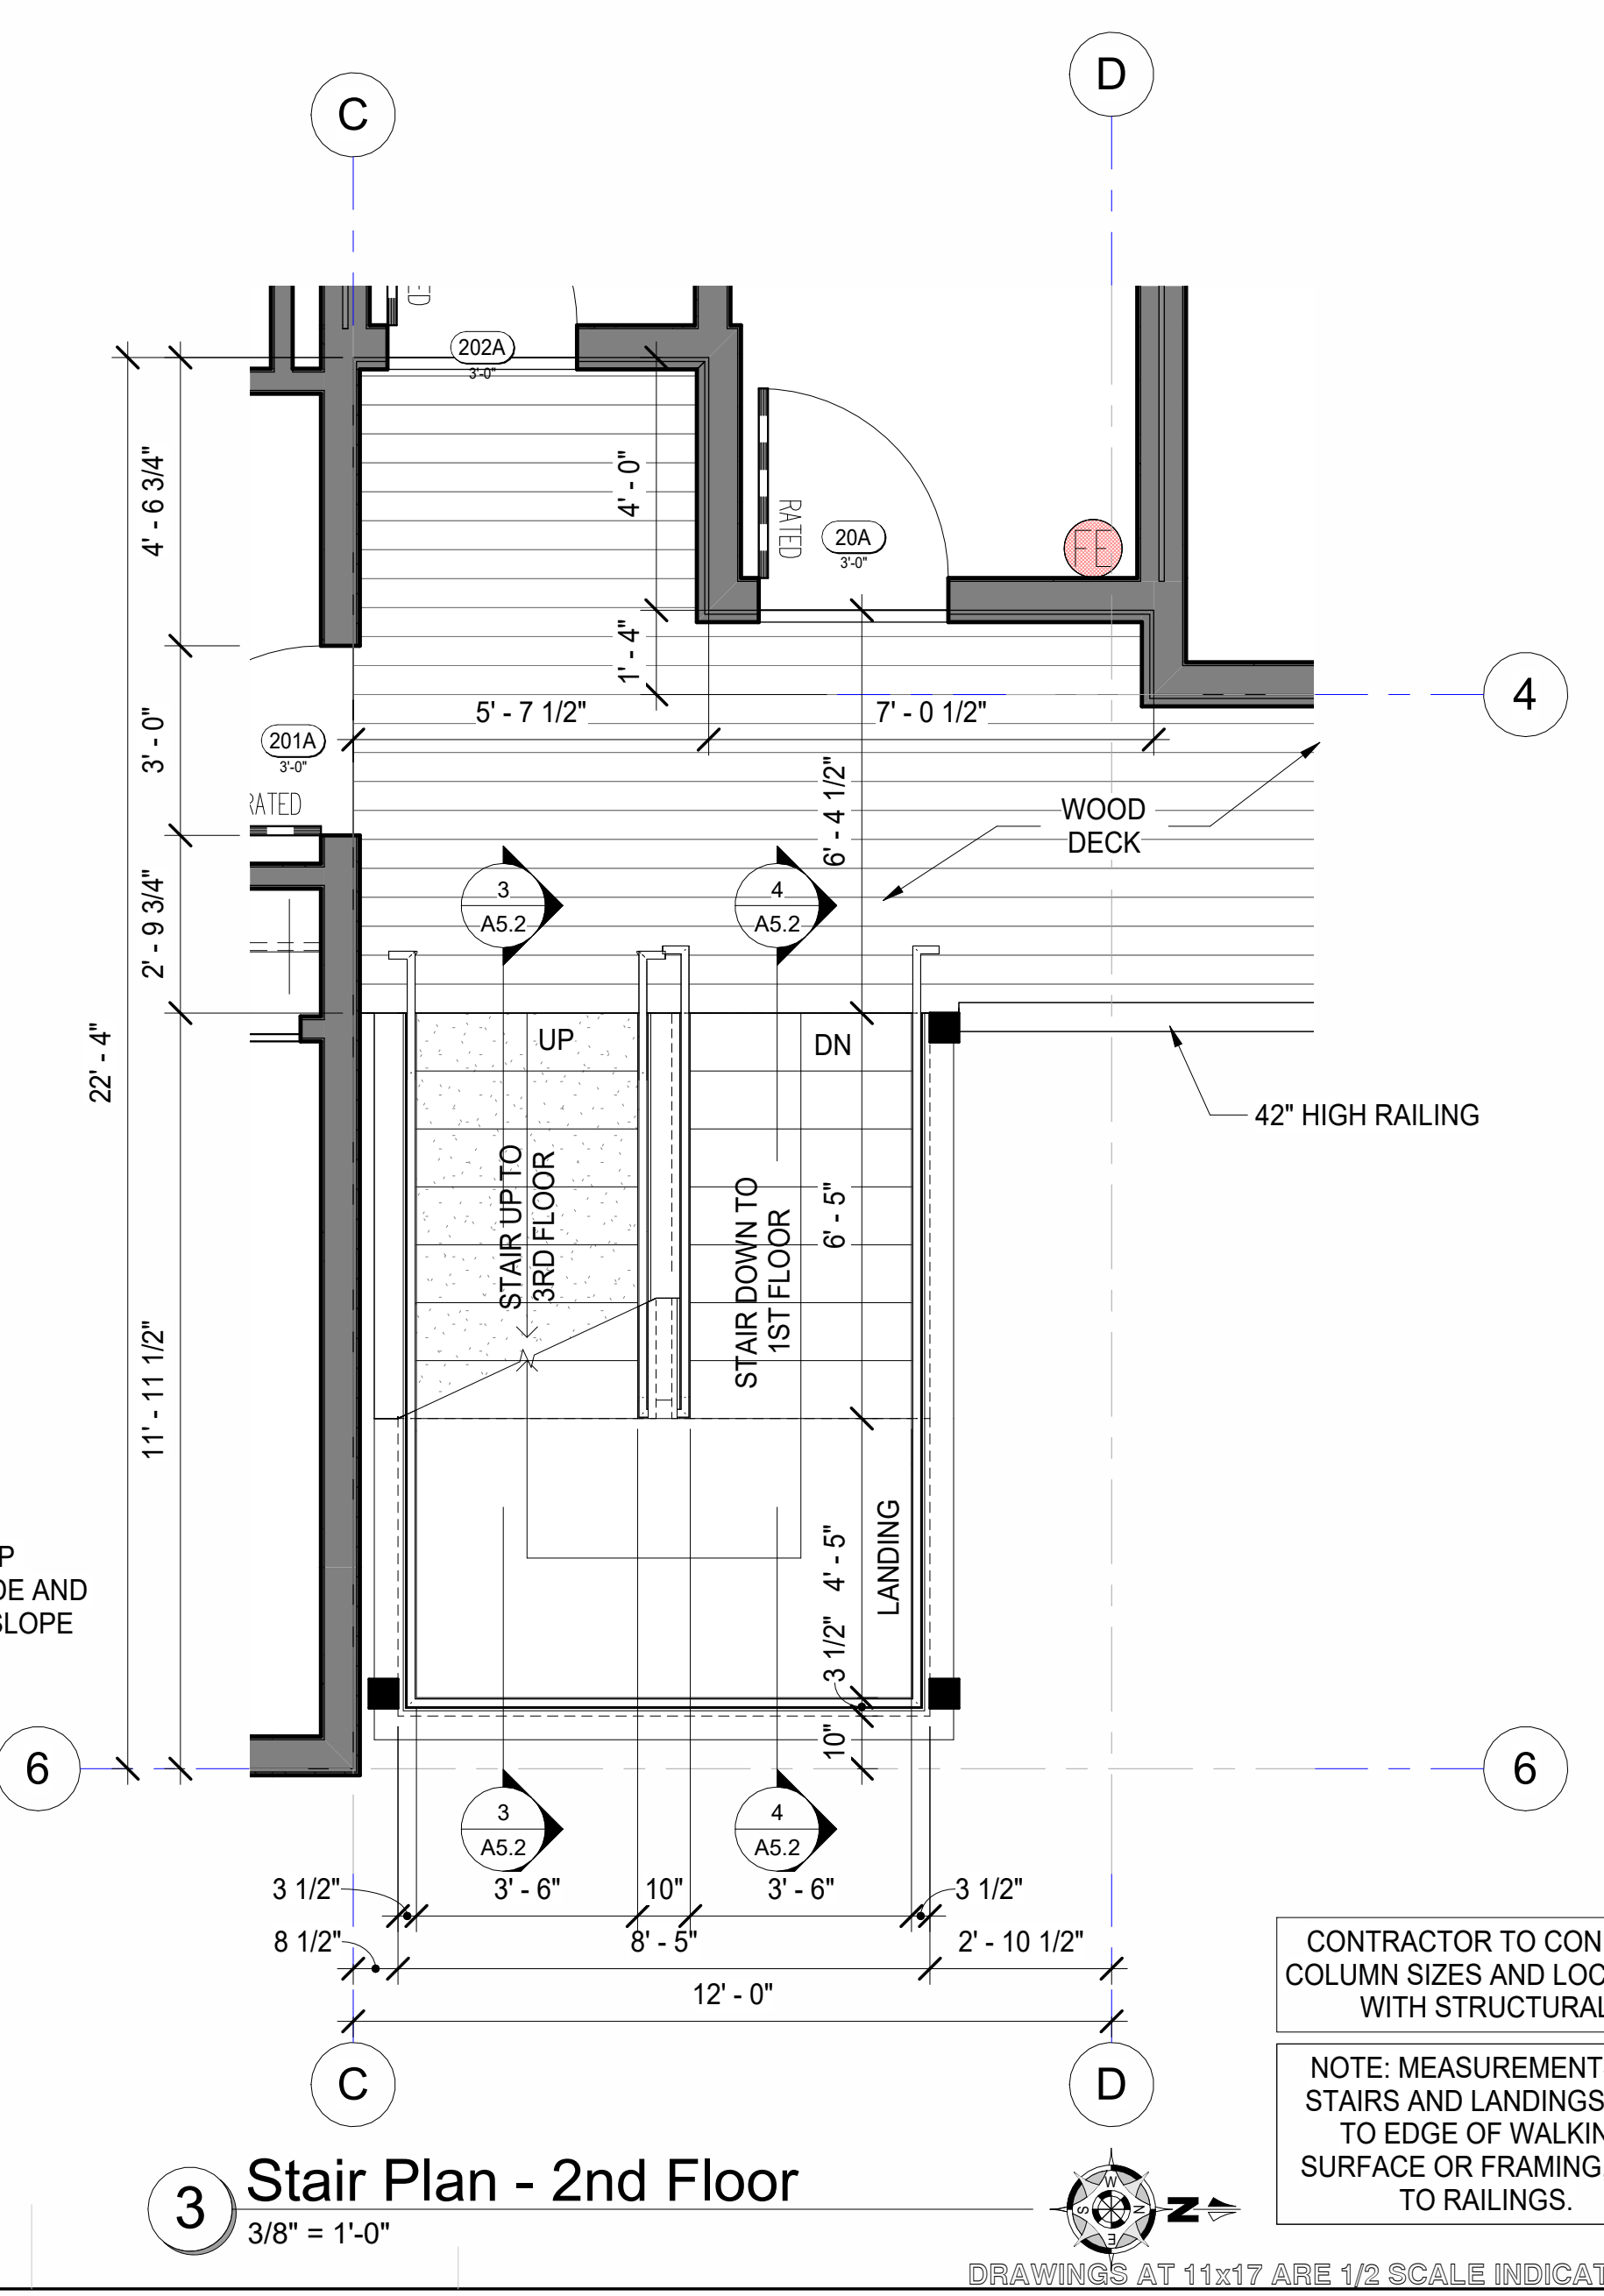 D
C
202A
3'-0"
4' - 6 3/4"
4' - 0"
RATED
20A
3'-0"
FE
1' - 4"
4
5' - 7 1/2"
7' - 0 1/2"
3' - 0"
201A
3'-0"
RATED
6' - 4 1/2"
WOOD
DECK
2' - 9 3/4"
3
A5.2
4
A5.2
22' - 4"
UP
DN
42" HIGH RAILING
STAIR UP TO
3RD FLOOR
STAIR DOWN TO
1ST FLOOR
6' - 5"
11' - 11 1/2"
4' - 5"
LANDING
P
DE AND
SLOPE
3 1/2"
10"
6
6
3
A5.2
4
A5.2
3 1/2"
3' - 6"
10"
3' - 6"
3 1/2"
8 1/2"
8' - 5"
2' - 10 1/2"
12' - 0"
C
D
CONTRACTOR TO CON
COLUMN SIZES AND LOC
WITH STRUCTURAL
NOTE: MEASUREMENT
STAIRS AND LANDINGS
TO EDGE OF WALKIN
SURFACE OR FRAMING
TO RAILINGS.
3
Stair Plan - 2nd Floor
3/8" = 1'-0"
W
S
N
E
N
DRAWINGS AT 11x17 ARE 1/2 SCALE INDICAT